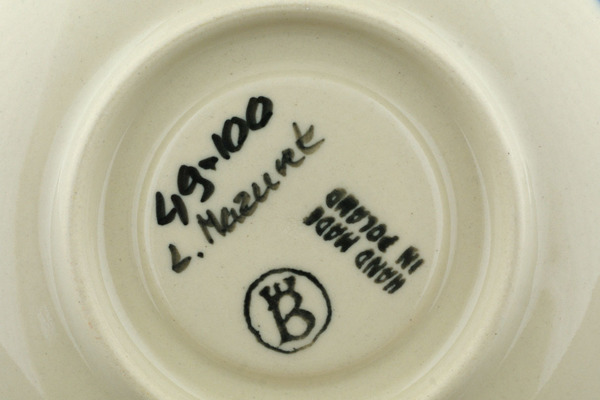 49-100
L. Mazurek
HAND MADE
IN POLAND
B